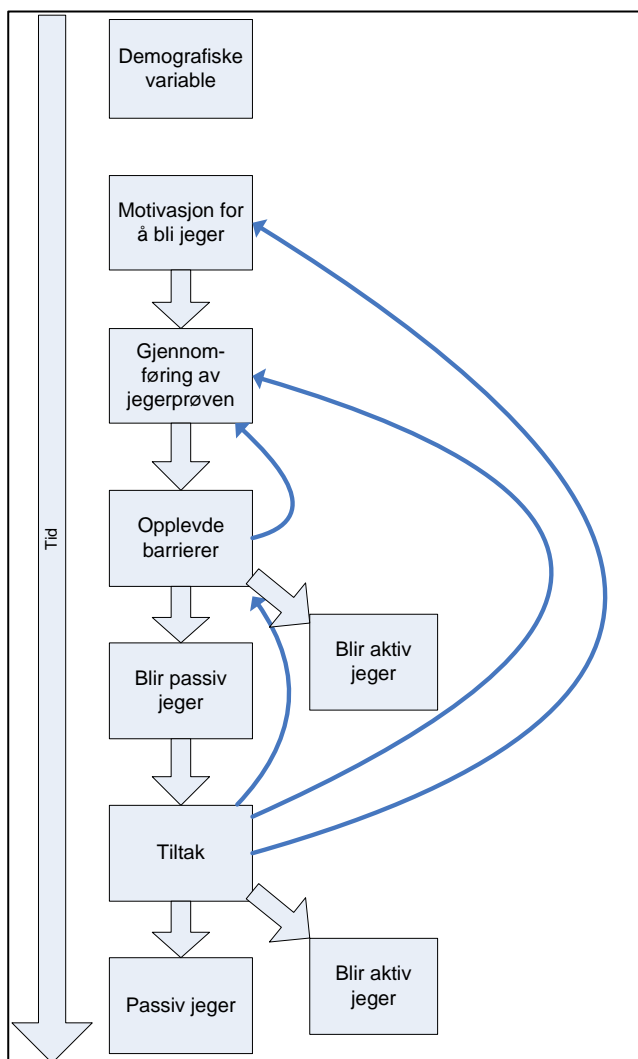 Demografiske
variable
Motivasjon for
å bli jeger
Gjennom-
føring av
jegerprøven
Opplevde
barrierer
Tid
Blir aktiv
jeger
Blir passiv
jeger
Tiltak
Blir aktiv
jeger
Passiv jeger